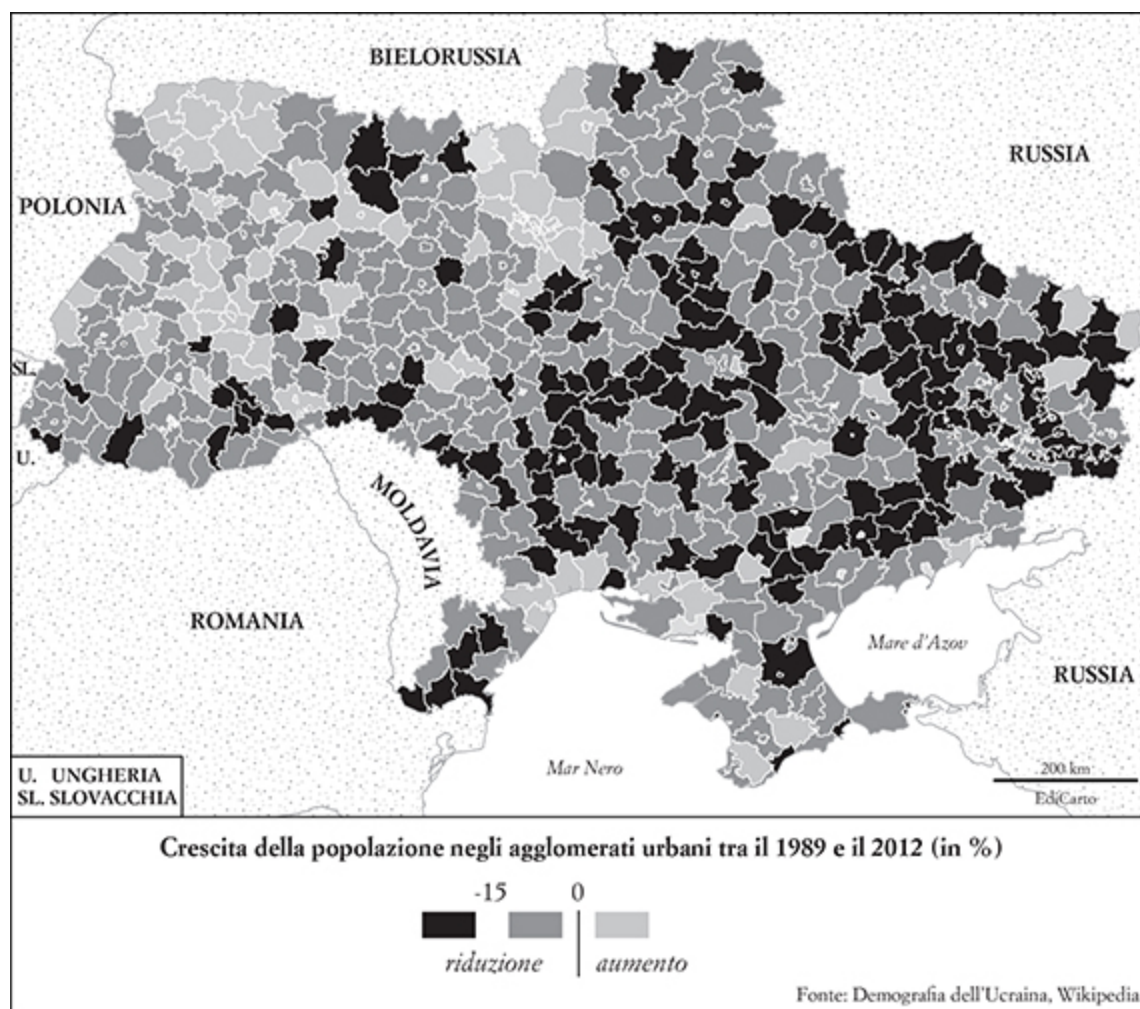 BIELORUSSIA
RUSSIA
POLONIA
SL.
U.
MOLDAVIA
ROMANIA
Mare d'Azov
RUSSIA
Mar Nero
U. UNGHERIA
SL. SLOVACCHIA
200 km
EdiCarto
Crescita della popolazione negli agglomerati urbani tra il 1989 e il 2012 (in %)
-15 0
riduzione aumento
Fonte: Demografia dell'Ucraina, Wikipedia